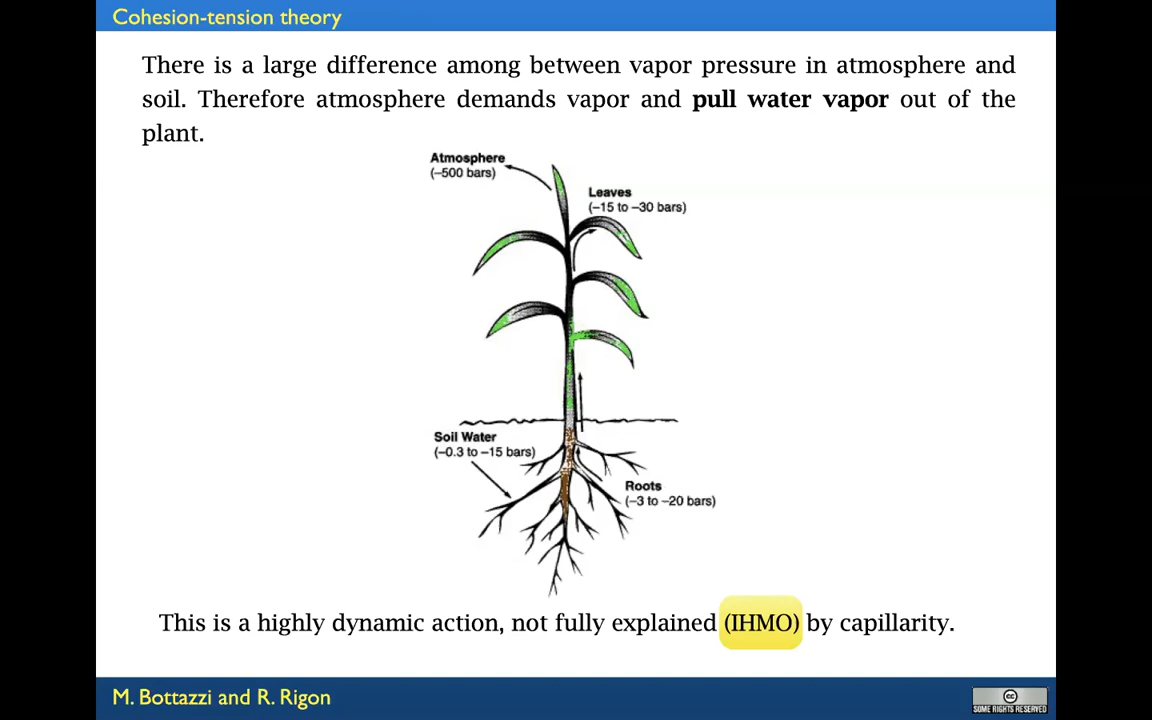 Cohesion-tension theory
There is a large difference among between vapor pressure in atmosphere and
soil. Therefore atmosphere demands vapor and pull water vapor out of the
plant.
Atmosphere
(–500 bars)
Leaves
(–15 to –30 bars)
Soil Water
(–0.3 to –15 bars)
Roots
(–3 to –20 bars)
This is a highly dynamic action, not fully explained (IHMO) by capillarity.
M. Bottazzi and R. Rigon
cc
SOME RIGHTS RESERVED